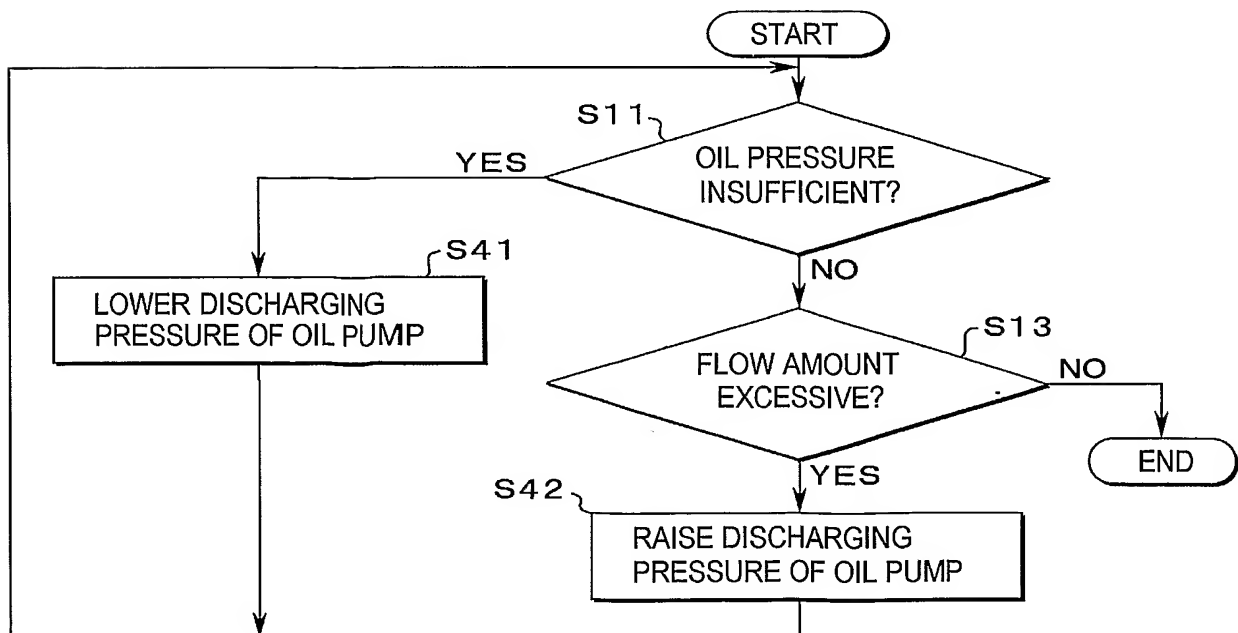 START
S11
OIL PRESSURE
INSUFFICIENT?
YES
S41
LOWER DISCHARGING
PRESSURE OF OIL PUMP
NO
S13
FLOW AMOUNT
EXCESSIVE?
NO
END
YES
S42
RAISE DISCHARGING
PRESSURE OF OIL PUMP